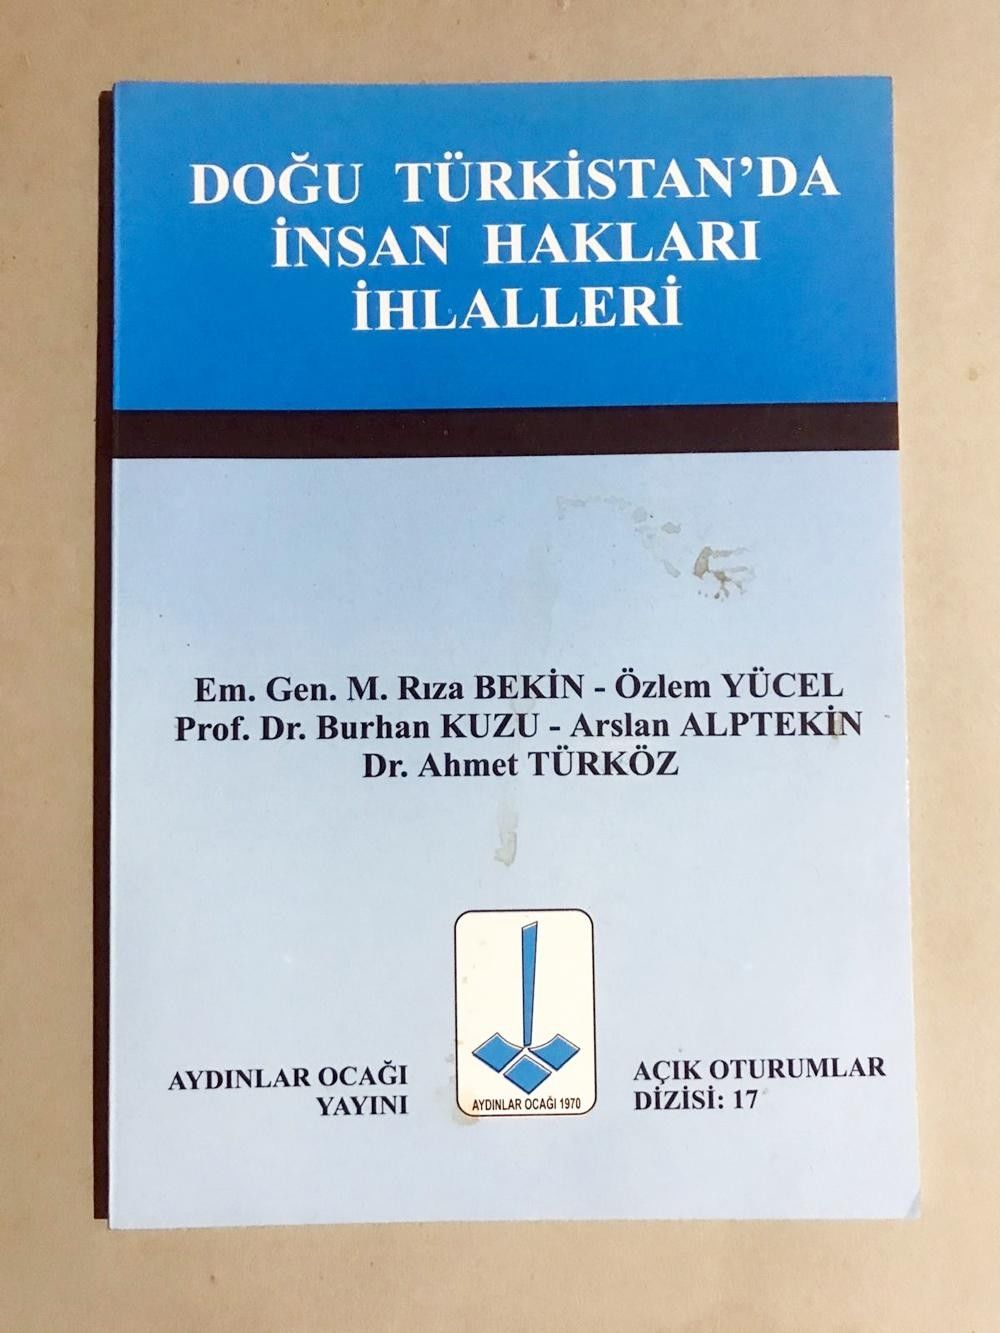 DOĞU TÜRKİSTAN'DA
İNSAN HAKLARI
İHLALLERİ
Em. Gen. M. Rıza BEKİN - Özlem YÜCEL
Prof. Dr. Burhan KUZU - Arslan ALPTEKİN
Dr. Ahmet TÜRKÖZ
AYDINLAR OCAĞI
YAYINI
AYDINLAR OCAĞI 1970
AÇIK OTURUMLAR
DİZİSİ: 17